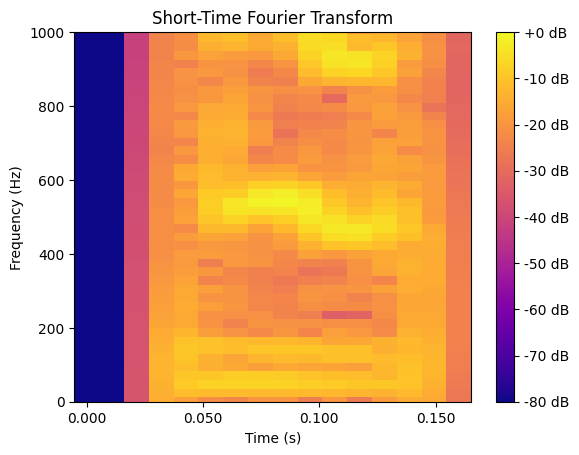 Short-Time Fourier Transform
1000
800
600
400
200
0
Frequency (Hz)
0.000
0.050
0.100
0.150
Time (s)
+0 dB
-10 dB
-20 dB
-30 dB
-40 dB
-50 dB
-60 dB
-70 dB
-80 dB